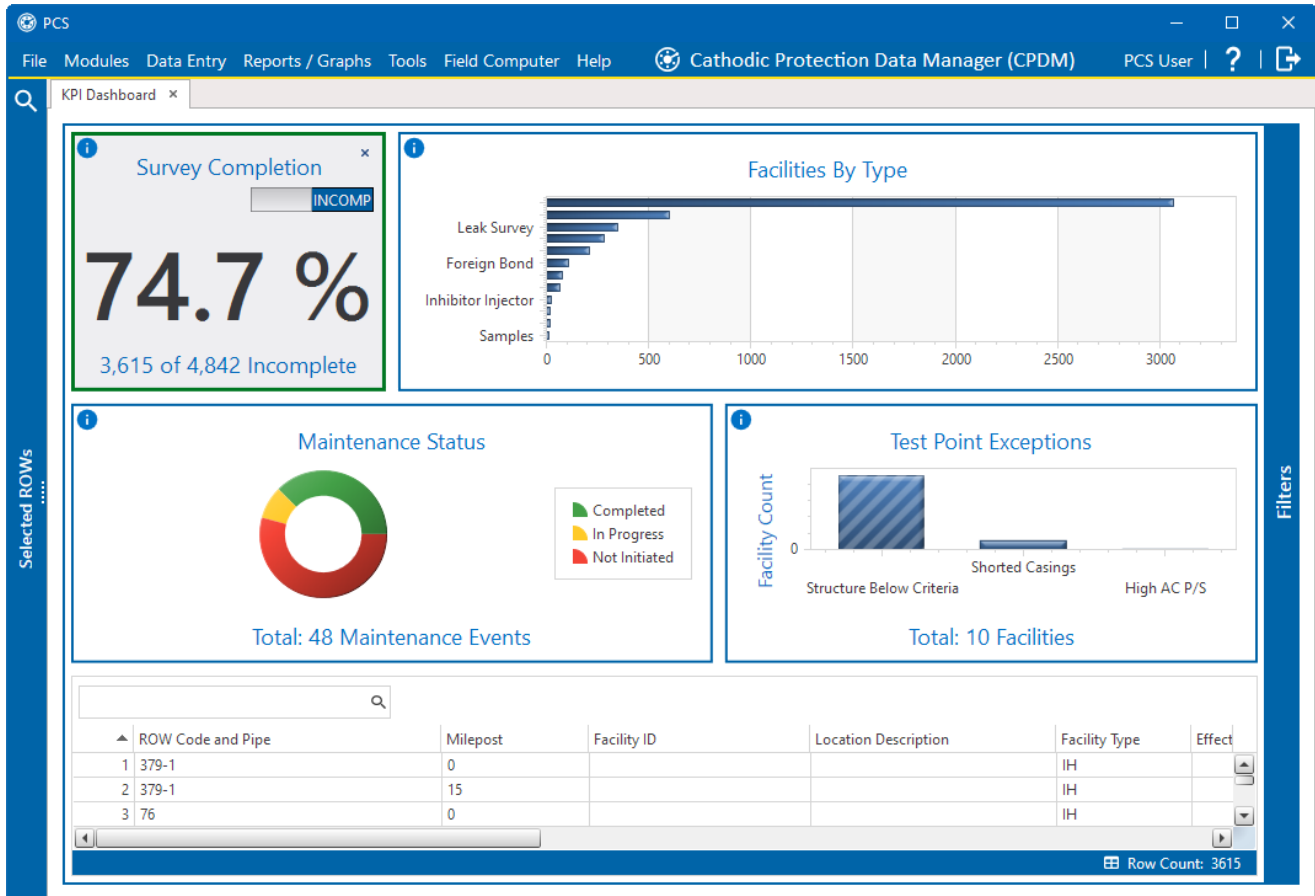 PCS
File Modules Data Entry Reports / Graphs Tools Field Computer Help Cathodic Protection Data Manager (CPDM) PCS User ?
KPI Dashboard ×
Selected ROWs
Survey Completion ×
INCOMP
74.7 %
3,615 of 4,842 Incomplete
Facilities By Type
Leak Survey
Foreign Bond
Inhibitor Injector
Samples
0 500 1000 1500 2000 2500 3000
Maintenance Status
Completed
In Progress
Not Initiated
Total: 48 Maintenance Events
Test Point Exceptions
Facility Count
0
Shorted Casings
Structure Below Criteria High AC P/S
Total: 10 Facilities
Filters
ROW Code and Pipe Milepost Facility ID Location Description Facility Type Effect
1 379-1 0 IH
2 379-1 15 IH
3 76 0 IH
Row Count: 3615